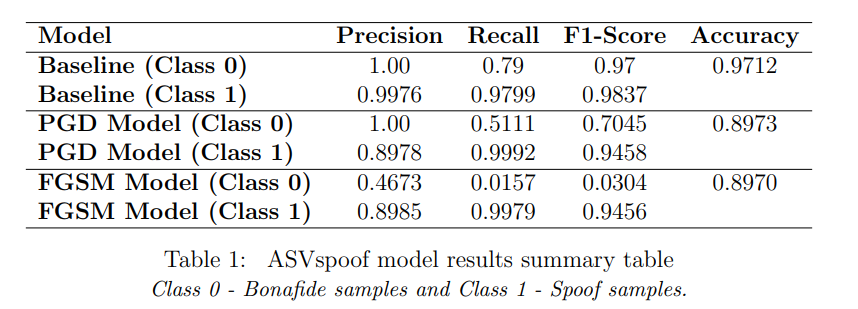 Model Precision Recall F1-Score Accuracy
Baseline (Class 0) 1.00 0.79 0.97 0.9712
Baseline (Class 1) 0.9976 0.9799 0.9837
PGD Model (Class 0) 1.00 0.5111 0.7045 0.8973
PGD Model (Class 1) 0.8978 0.9992 0.9458
FGSM Model (Class 0) 0.4673 0.0157 0.0304 0.8970
FGSM Model (Class 1) 0.8985 0.9979 0.9456
Table 1: ASVspoof model results summary table
Class 0 - Bonafide samples and Class 1 - Spoof samples.